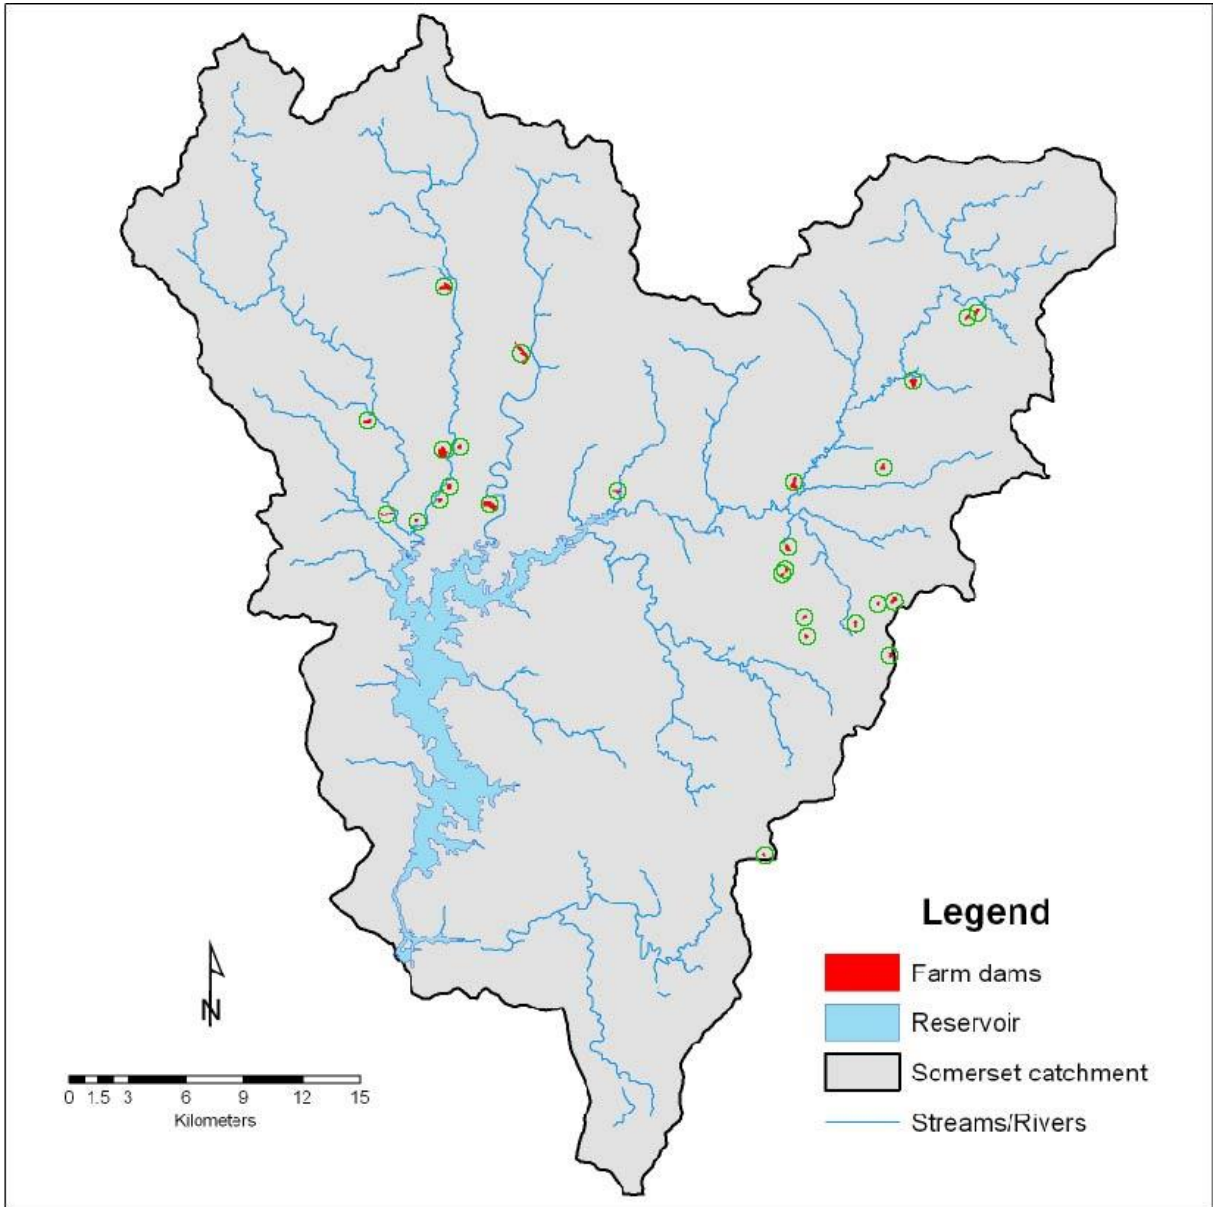 Legend
Farm dams
Reservoir
Somerset catchment
Streams/Rivers
N
0 1.5 3 6 9 12 15
Kilometers